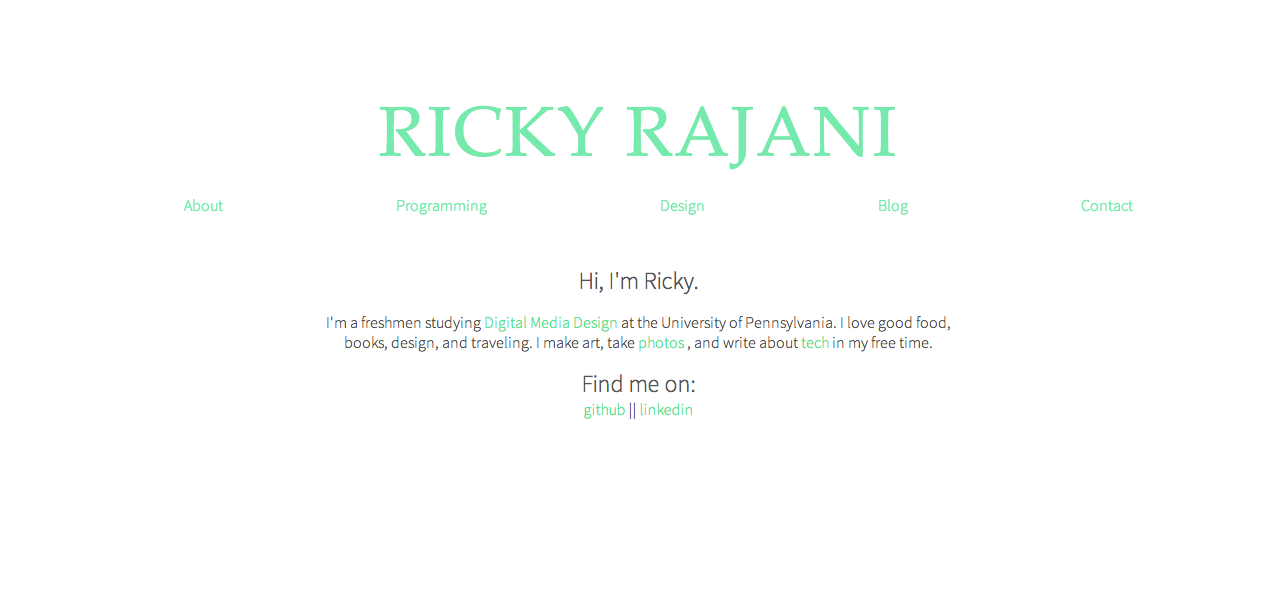 RICKY RAJANI
About Programming Design Blog Contact
Hi, I'm Ricky.
I'm a freshmen studying Digital Media Design at the University of Pennsylvania. I love good food,
books, design, and traveling. I make art, take photos , and write about tech in my free time.
Find me on:
github || linkedin